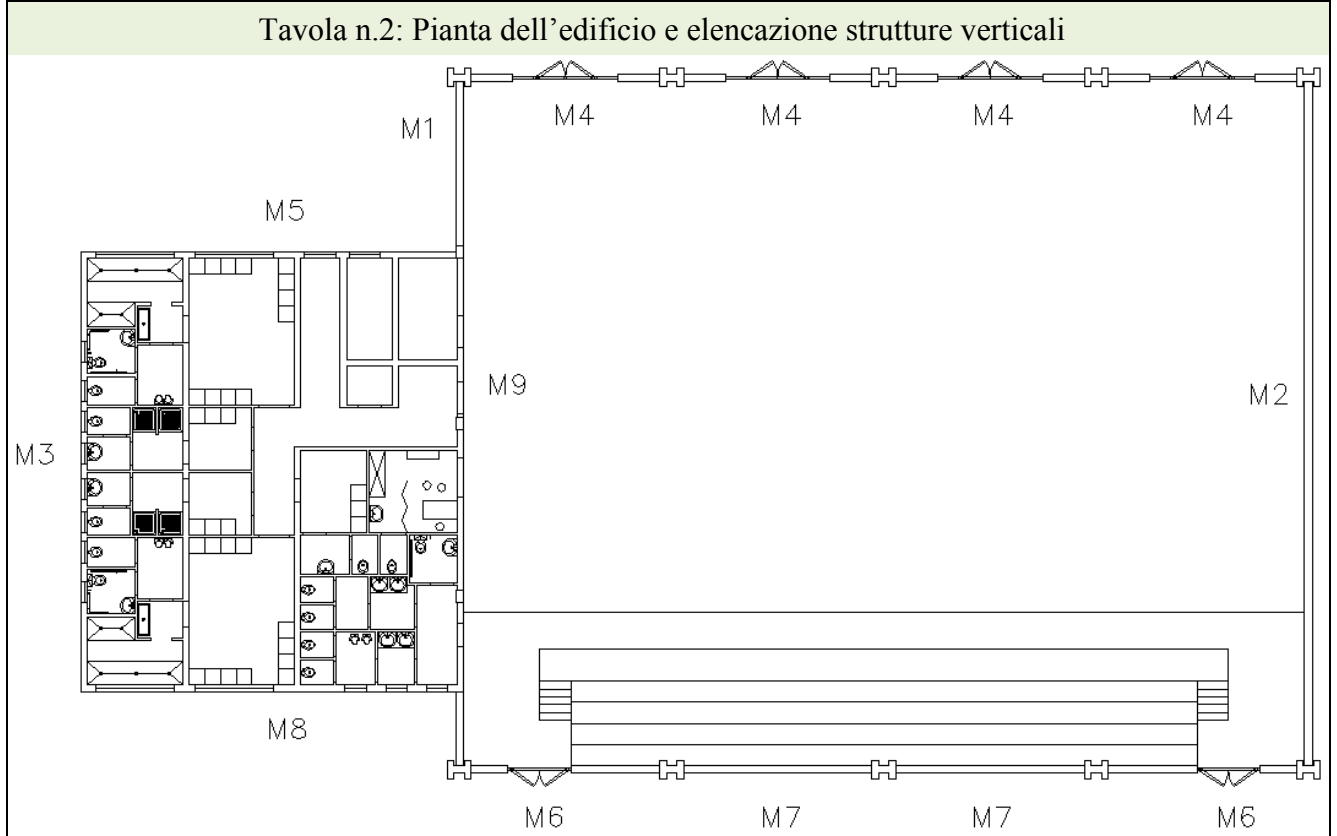 Tavola n.2: Pianta dell’edificio e elencazione strutture verticali
M4 M4 M4 M4
M1
M5
M9
M2
M3
M8
M6 M7 M7 M6